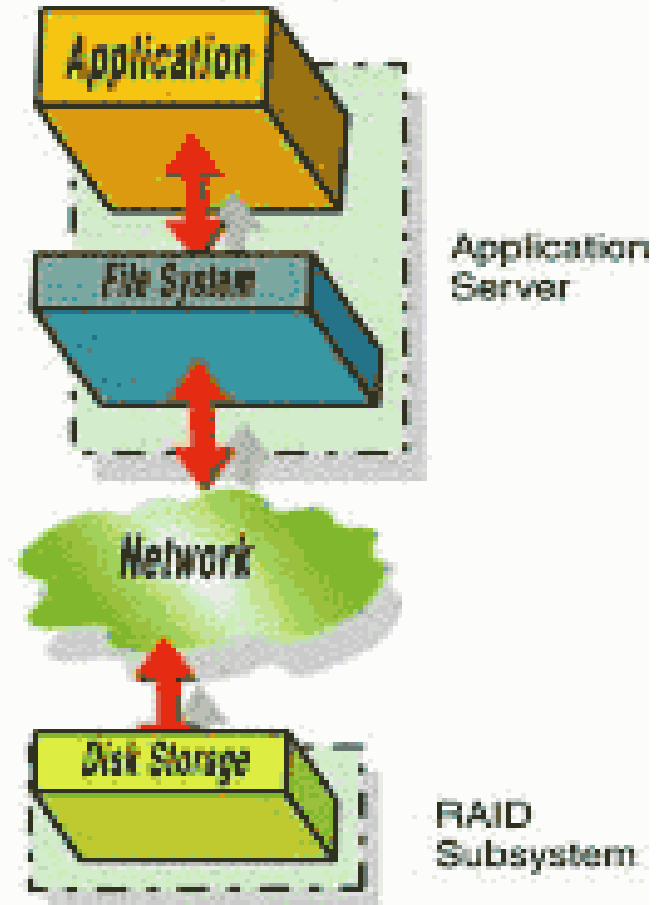 Application
File System
Application
Server
Network
Disk Storage
RAID
Subsystem